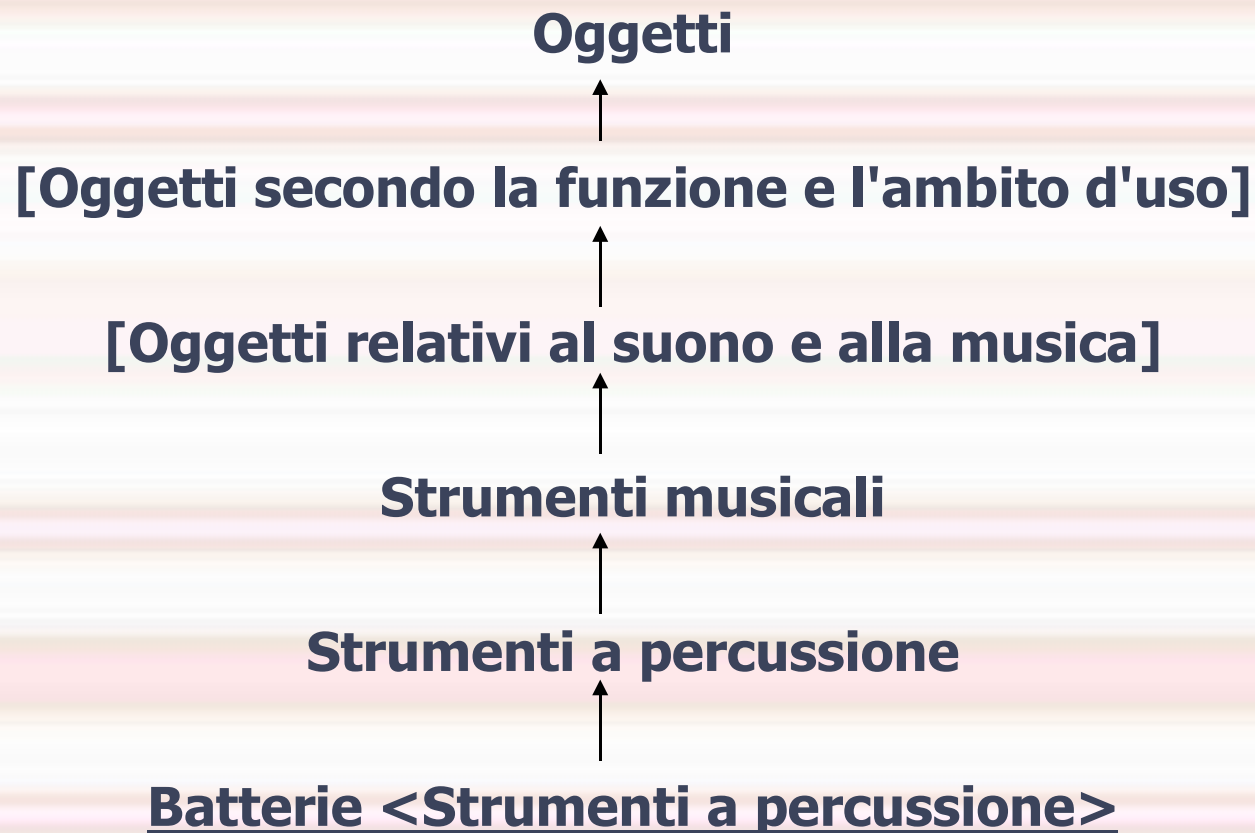 Oggetti
[Oggetti secondo la funzione e l'ambito d'uso]
[Oggetti relativi al suono e alla musica]
Strumenti musicali
Strumenti a percussione
Batterie <Strumenti a percussione>